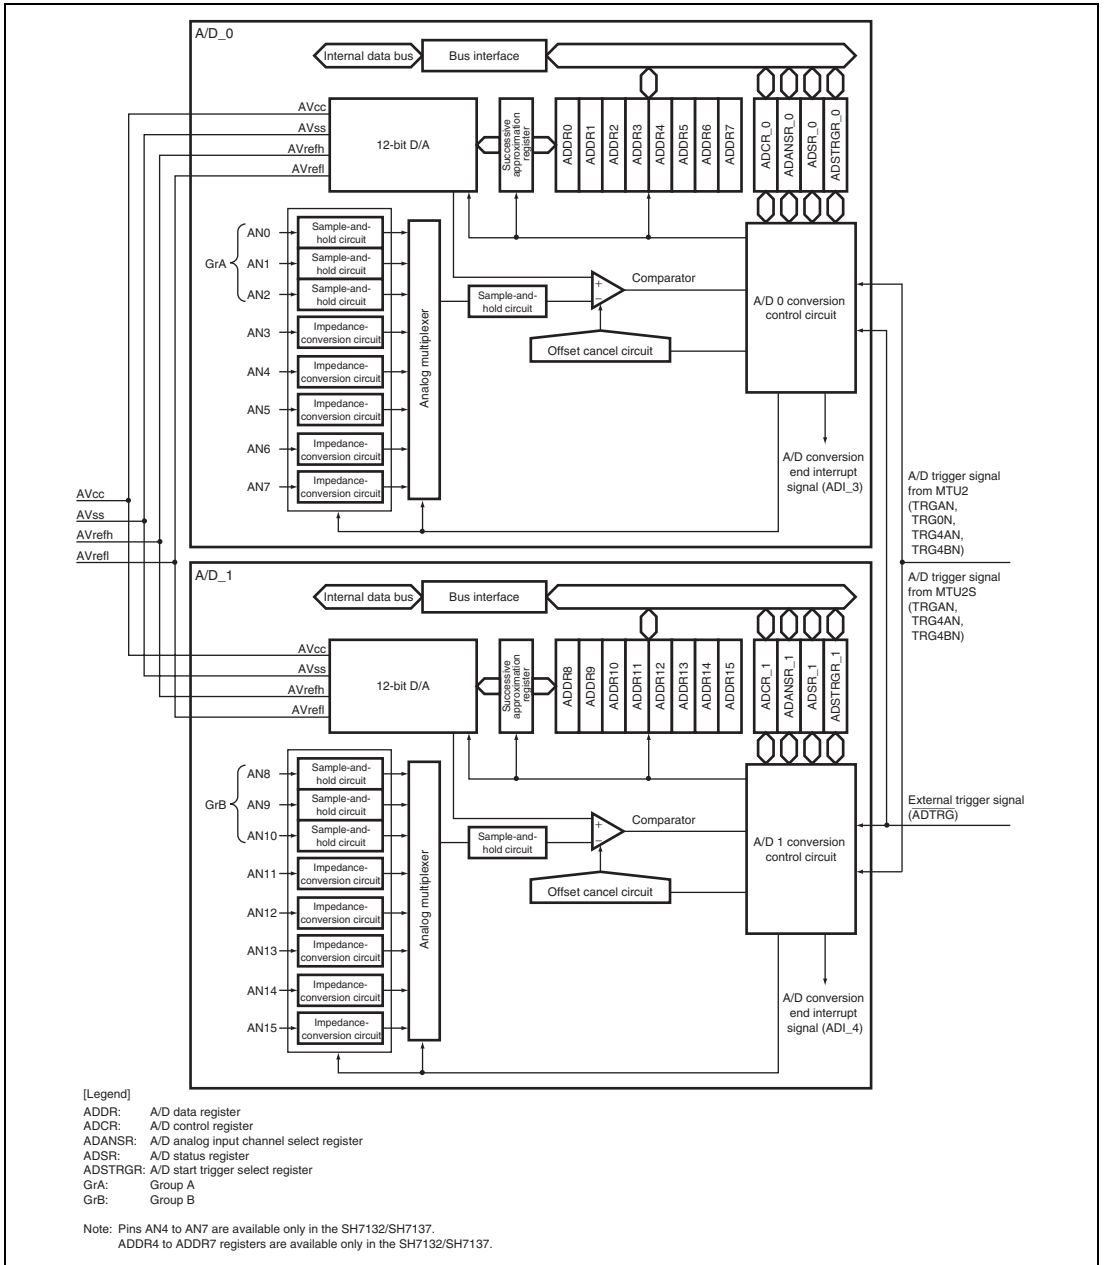 A/D_0
Internal data bus
Bus interface
AVcc
AVss
AVrefh
AVrefl
12-bit D/A
Successive
approximation
register
ADDR0
ADDR1
ADDR2
ADDR3
ADDR4
ADDR5
ADDR6
ADDR7
ADCR_0
ADANSR_0
ADSR_0
ADSTRGR_0
GrA
AN0
Sample-and-
hold circuit
AN1
Sample-and-
hold circuit
AN2
Sample-and-
hold circuit
AN3
Impedance-
conversion circuit
AN4
Impedance-
conversion circuit
AN5
Impedance-
conversion circuit
AN6
Impedance-
conversion circuit
AN7
Impedance-
conversion circuit
Analog multiplexer
Sample-and-
hold circuit
+
−
Comparator
Offset cancel circuit
A/D 0 conversion
control circuit
A/D conversion
end interrupt
signal (ADI_3)
AVcc
AVss
AVrefh
AVrefl
A/D trigger signal
from MTU2
(TRGAN,
TRG0N,
TRG4AN,
TRG4BN)
A/D trigger signal
from MTU2S
(TRGAN,
TRG4AN,
TRG4BN)
A/D_1
Internal data bus
Bus interface
AVcc
AVss
AVrefh
AVrefl
12-bit D/A
Successive
approximation
register
ADDR8
ADDR9
ADDR10
ADDR11
ADDR12
ADDR13
ADDR14
ADDR15
ADCR_1
ADANSR_1
ADSR_1
ADSTRGR_1
GrB
AN8
Sample-and-
hold circuit
AN9
Sample-and-
hold circuit
AN10
Sample-and-
hold circuit
AN11
Impedance-
conversion circuit
AN12
Impedance-
conversion circuit
AN13
Impedance-
conversion circuit
AN14
Impedance-
conversion circuit
AN15
Impedance-
conversion circuit
Analog multiplexer
Sample-and-
hold circuit
+
−
Comparator
Offset cancel circuit
A/D 1 conversion
control circuit
External trigger signal
(ADTRG)
A/D conversion
end interrupt
signal (ADI_4)
[Legend]
ADDR: A/D data register
ADCR: A/D control register
ADANSR: A/D analog input channel select register
ADSR: A/D status register
ADSTRGR: A/D start trigger select register
GrA: Group A
GrB: Group B
Note: Pins AN4 to AN7 are available only in the SH7132/SH7137.
ADDR4 to ADDR7 registers are available only in the SH7132/SH7137.